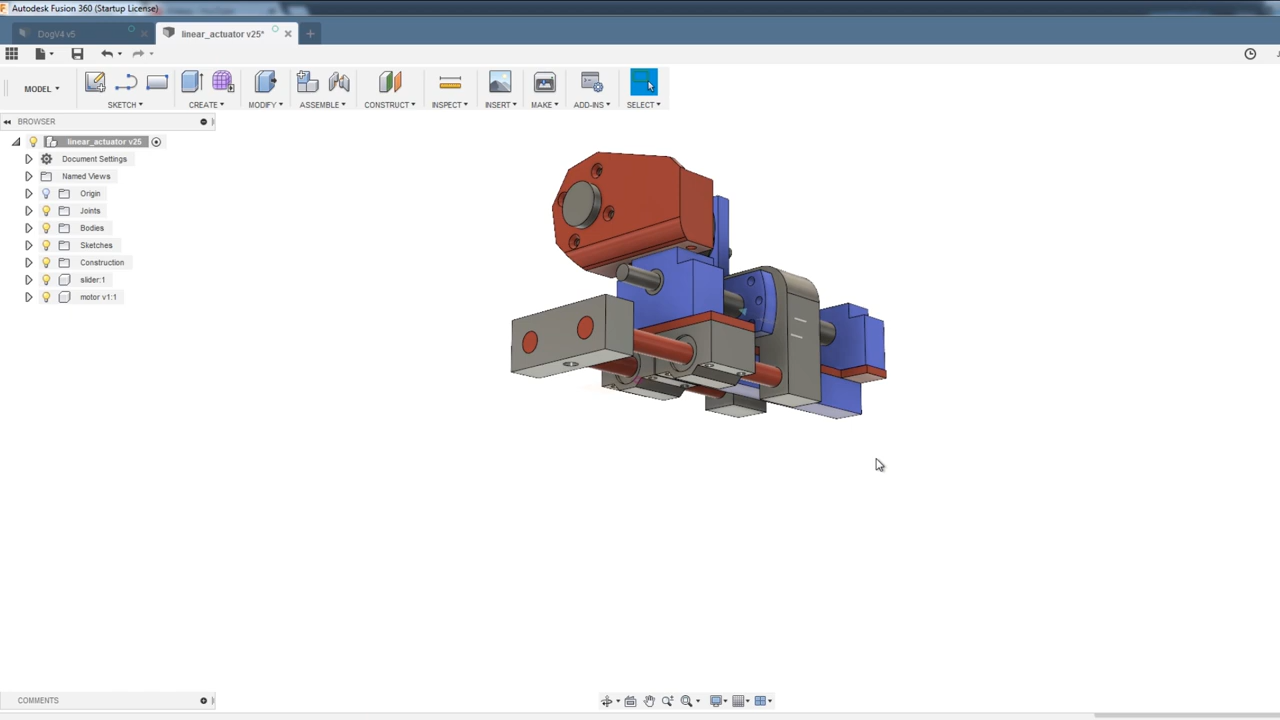 Autodesk Fusion 360 (Startup License)
DogV4 v5
linear_actuator v25*
MODEL
SKETCH
CREATE
MODIFY
ASSEMBLE
CONSTRUCT
INSPECT
INSERT
MAKE
ADD-INS
SELECT
BROWSER
linear_actuator v25
Document Settings
Named Views
Origin
Joints
Bodies
Sketches
Construction
slider:1
motor v1:1
COMMENTS